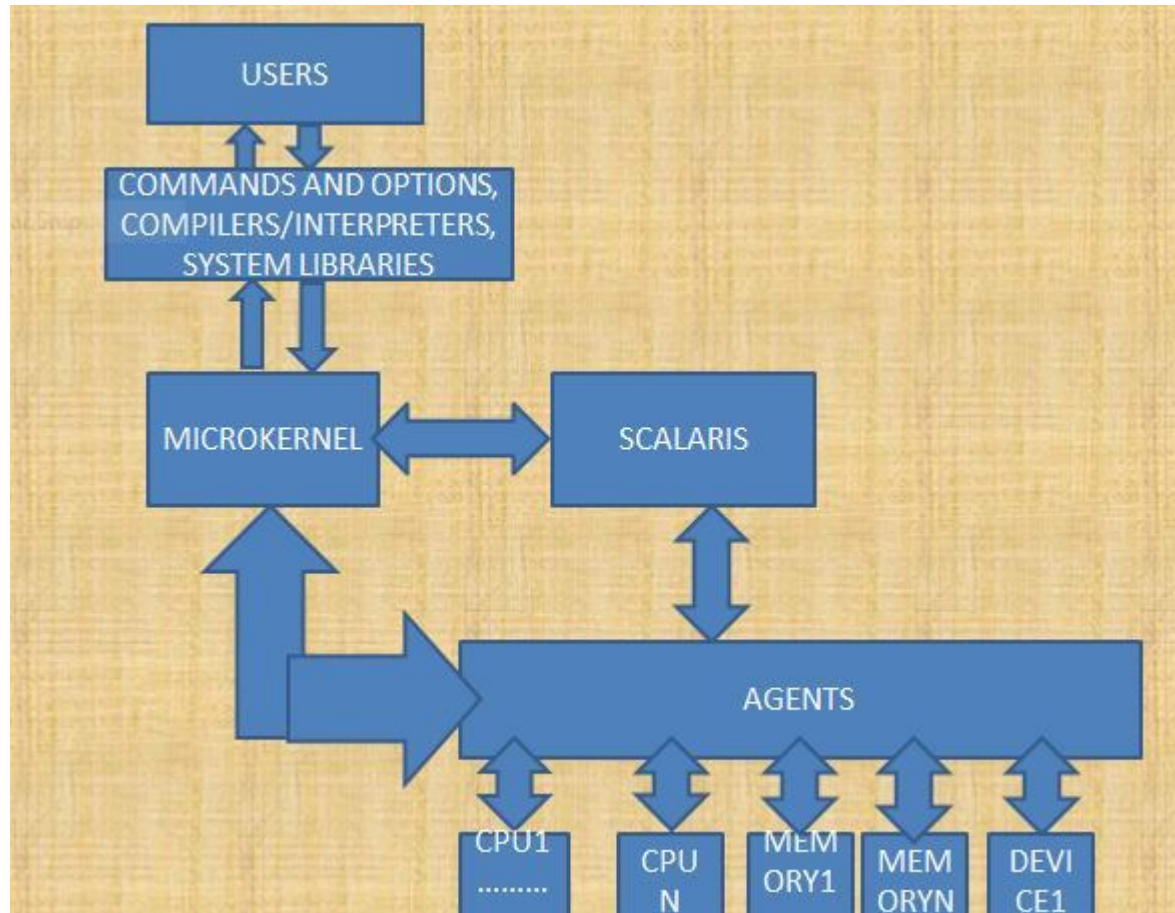 USERS
COMMANDS AND OPTIONS,
COMPILERS/INTERPRETERS,
SYSTEM LIBRARIES
MICROKERNEL
SCALARIS
AGENTS
CPU1
.........
CPU
N
MEM
ORY1
MEM
ORYN
DEVI
CE1